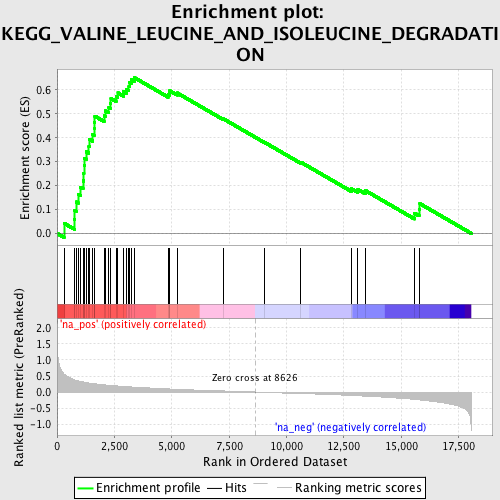 Enrichment plot:
KEGG_VALINE_LEUCINE_AND_ISOLEUCINE_DEGRADATI
ON
Enrichment score (ES)
0.6
0.5
0.4
0.3
0.2
0.1
0.0
'na_pos' (positively correlated)
Ranked list metric (PreRanked)
2.0
1.5
1.0
0.5
0.0
-0.5
-1.0
Zero cross at 8626
'na_neg' (negatively correlated)
0 2,500 5,000 7,500 10,000 12,500 15,000 17,500
Rank in Ordered Dataset
Enrichment profile Hits Ranking metric scores